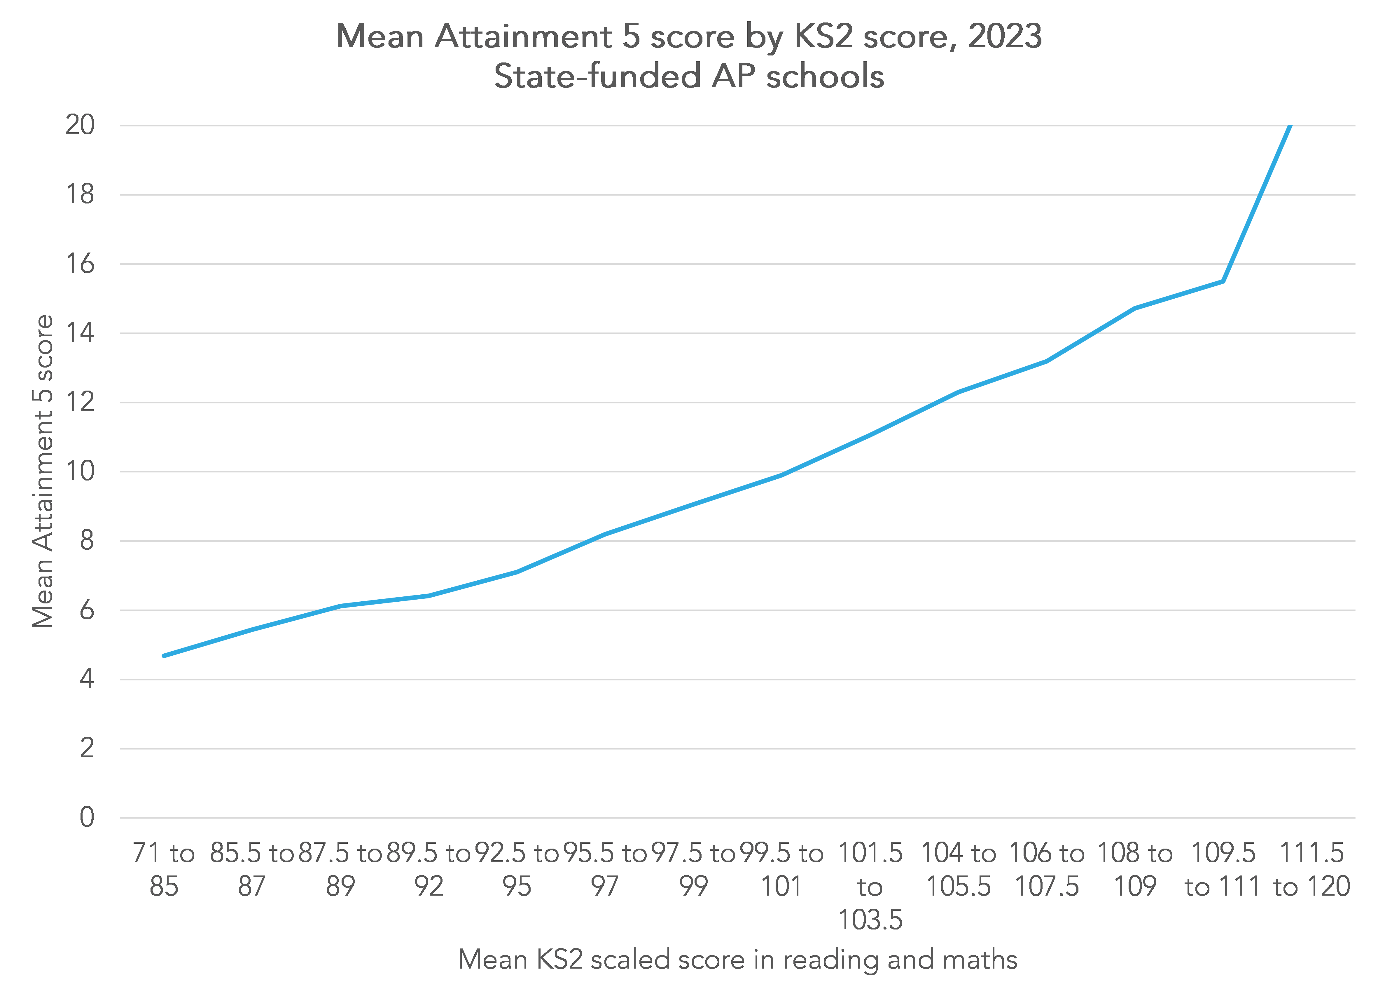 Mean Attainment 5 score by KS2 score, 2023
State-funded AP schools
20
18
16
14
12
10
8
6
4
2
0
Mean Attainment 5 score
71 to 85.5 to 87.5 to 89.5 to 92.5 to 95.5 to 97.5 to 99.5 to 101.5 104 to 106 to 108 to 109.5 111.5
85 87 89 92 95 97 99 101 to 105.5 107.5 109 to 111 to 120
103.5
Mean KS2 scaled score in reading and maths